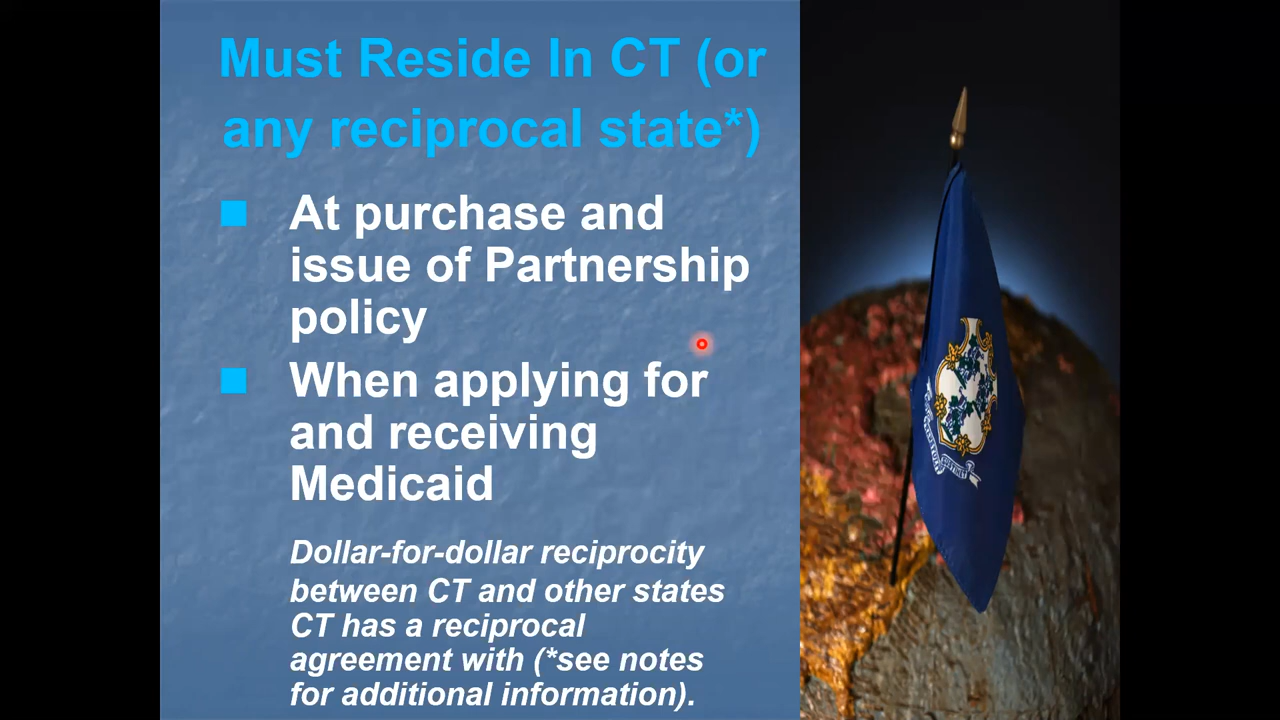 Must Reside In CT (or
any reciprocal state*)
At purchase and
issue of Partnership
policy
When applying for
and receiving
Medicaid
Dollar-for-dollar reciprocity
between CT and other states
CT has a reciprocal
agreement with (*see notes
for additional information).